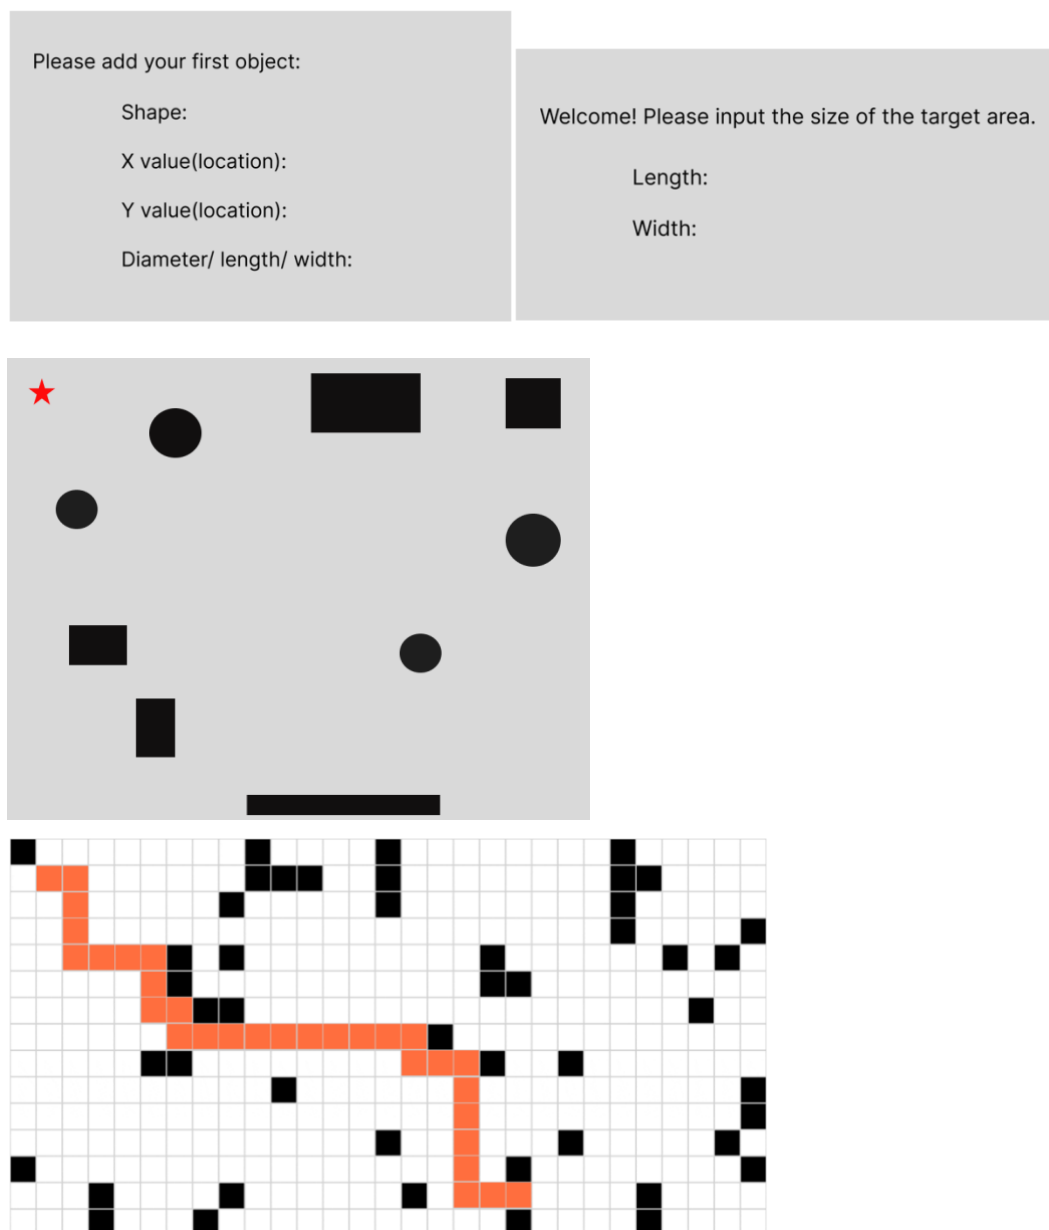 Please add your first object:
Shape:
X value(location):
Y value(location):
Diameter/ length/ width:
Welcome! Please input the size of the target area.
Length:
Width: